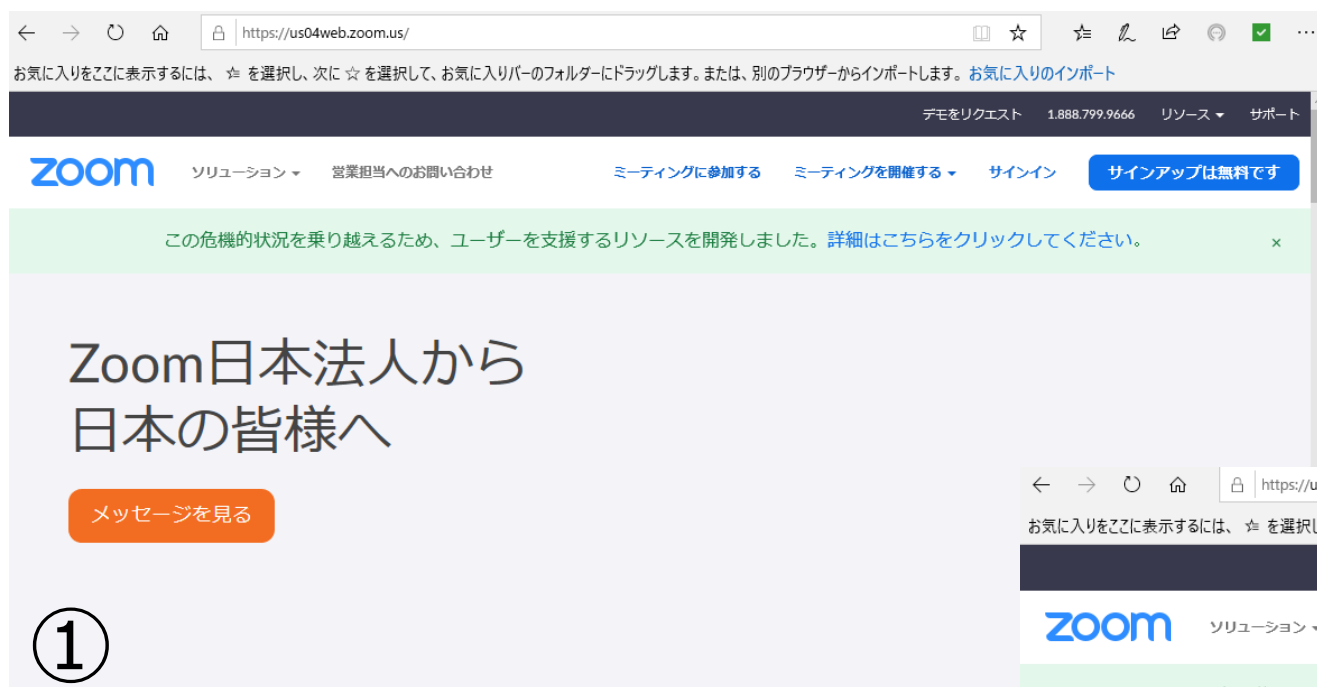 https://us04web.zoom.us/
お気に入りをここに表示するには、 を選択し、次に ☆ を選択して、お気に入りバーのフォルダーにドラッグします。または、別のブラウザーからインポートします。 お気に入りのインポート
デモをリクエスト 1.888.799.9666 リソース サポート
zoom ソリューション 営業担当へのお問い合わせ ミーティングに参加する ミーティングを開催する サインイン サインアップは無料です
この危機的状況を乗り越えるため、ユーザーを支援するリソースを開発しました。詳細はこちらをクリックしてください。 ×
Zoom日本法人から
日本の皆様へ
メッセージを見る
①
https://u
お気に入りをここに表示するには、 を選択し
zoom ソリューション